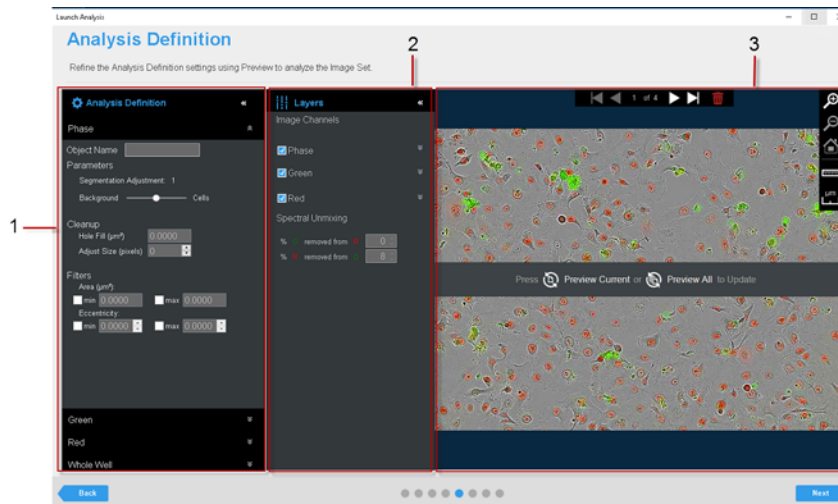 Launch Analysis
Analysis Definition
2
3
Refine the Analysis Definition settings using Preview to analyze the Image Set.
Analysis Definition
Layers
1 of 4
Phase
Image Channels
Object Name
Phase
Parameters
Segmentation Adjustment: 1
Green
Background
Cells
Red
Spectral Unmixing
µm
1
Cleanup
Hole Fill (µm²) 0.0000
% G removed from R 0
Adjust Size (pixels) 0
% R removed from G 8
Press Preview Current or Preview All to Update
Filters
Area (µm²):
min 0.0000 max 0.0000
Eccentricity:
min 0.0000 max 0.0000
Green
Red
Whole Well
Back
Next